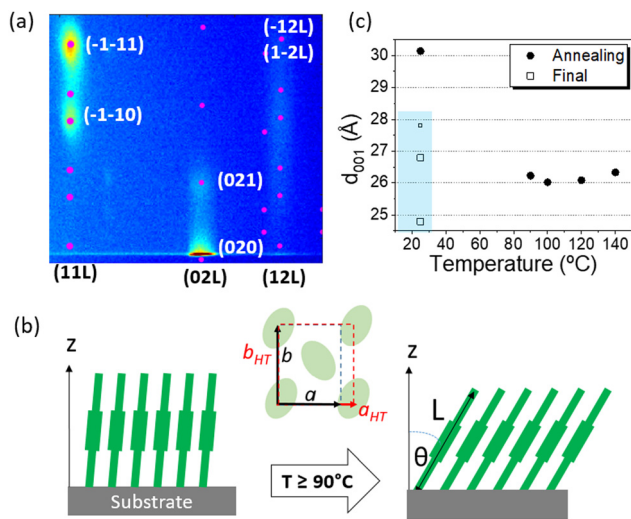 (a)
(-1-11)
(-1-10)
(-12L)
(1-2L)
(021)
(020)
(11L)
(02L)
(12L)
(c)
30
29
28
27
26
25
d001 (Å)
Annealing
Final
20 40 60 80 100 120 140
Temperature (ºC)
(b)
z
Substrate
bHT
b
a
aHT
T ≥ 90°C
z
L
θ